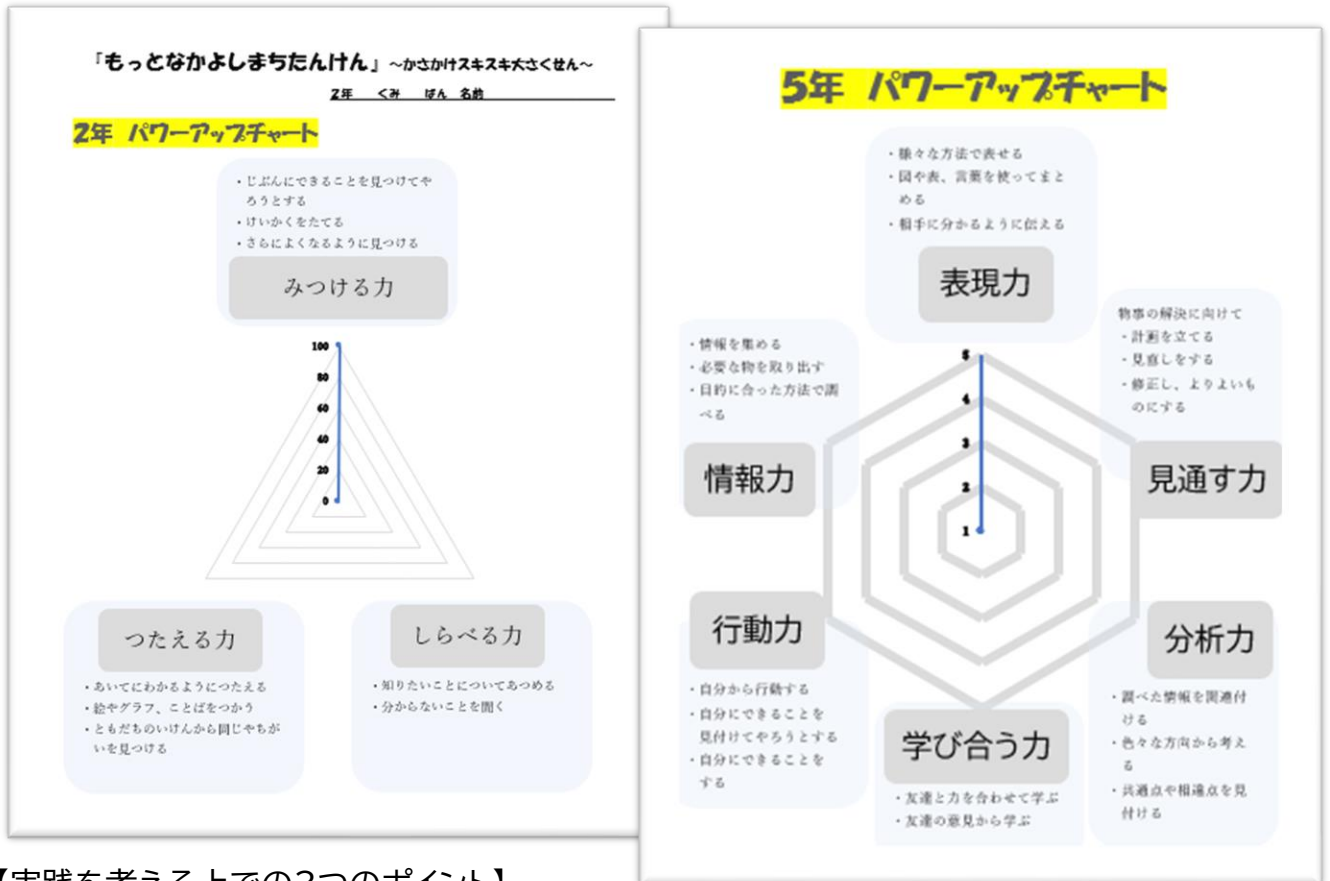 「もっとなかよしまちたんけん」～かさかけスキスキ大さくせん～
2年　くみ　はん　名前
2年　パワーアップチャート
・じぶんにできることを見つけてや
ろうとする
・けいかくをたてる
・さらによくなるように見つける
みつける力
100
80
60
40
20
0
つたえる力
・あいてにわかるようにつたえる
・絵やグラフ、ことばをつかう
・ともだちのいけんから同じやちが
いを見つける
しらべる力
・知りたいことについてあつめる
・分からないことを聞く
5年　パワーアップチャート
・様々な方法で表せる
・図や表、言葉を使ってまと
める
・相手に分かるように伝える
表現力
物事の解決に向けて
・計画を立てる
・見直しをする
・修正し、よりよいも
のにする
見通す力
・情報を集める
・必要な物を取り出す
・目的に合った方法で調
べる
情報力
5
4
3
2
1
行動力
・自分から行動する
・自分にできることを
見付けてやろうとする
・自分にできることを
する
学び合う力
・友達と力を合わせて学ぶ
・友達の意見から学ぶ
分析力
・調べた情報を関連付
ける
・色々な方向から考え
る
・共通点や相違点を見
付ける
【実践を考える上での3つのポイント】